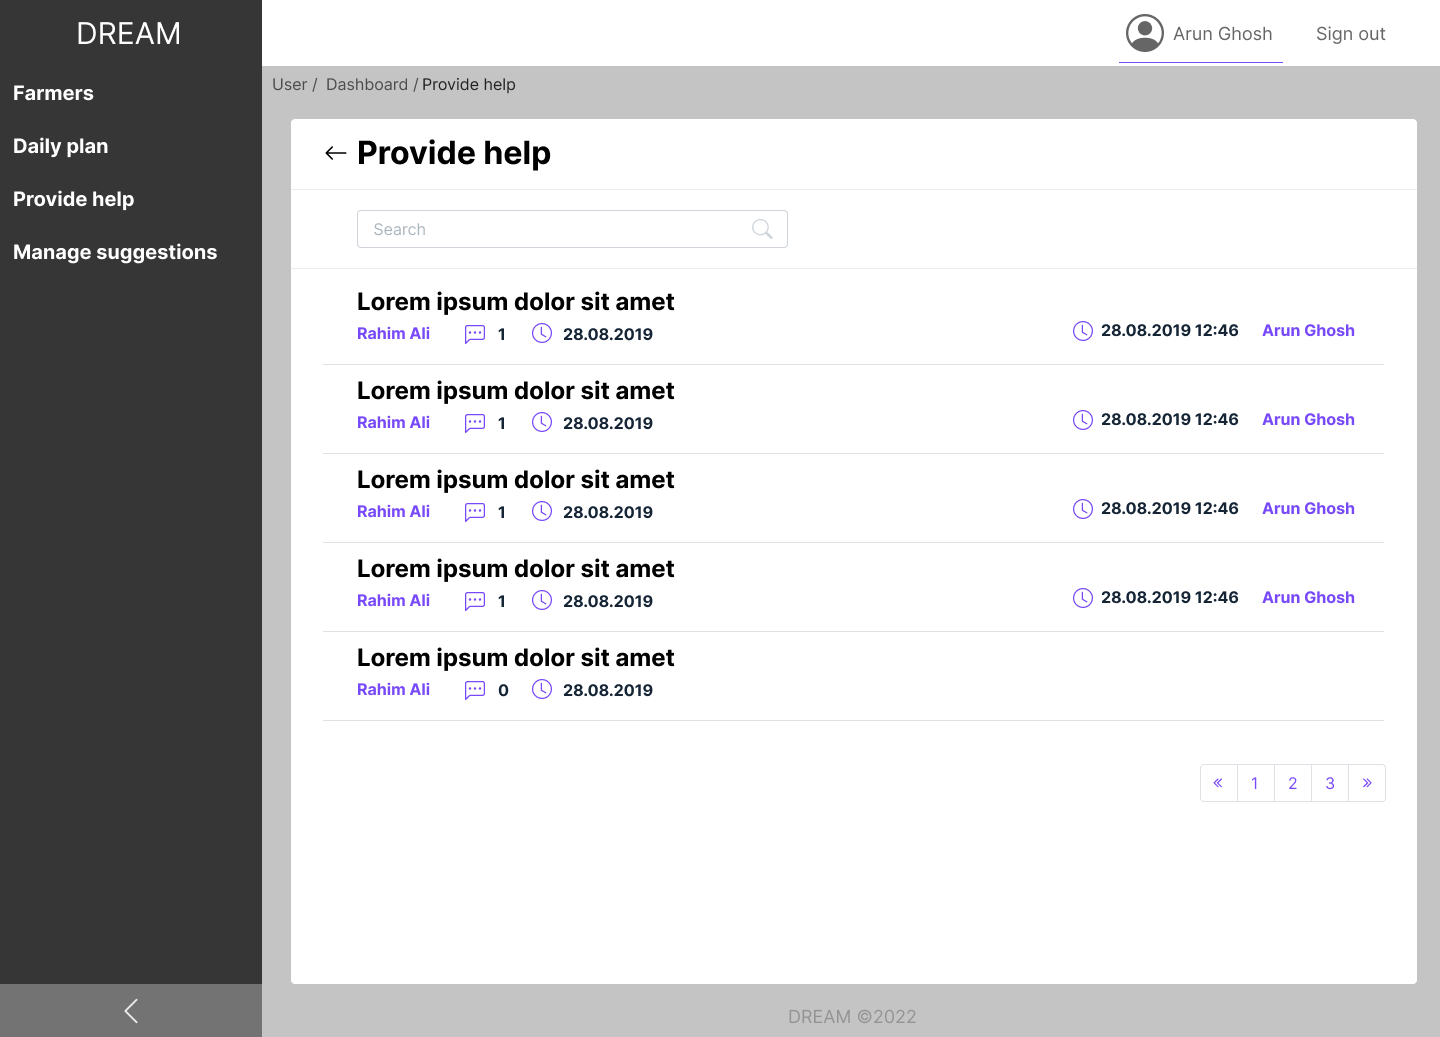 DREAM
Arun Ghosh Sign out
Farmers
Daily plan
Provide help
Manage suggestions
User / Dashboard / Provide help
Provide help
Search
Lorem ipsum dolor sit amet
Rahim Ali 1 28.08.2019 28.08.2019 12:46 Arun Ghosh
Lorem ipsum dolor sit amet
Rahim Ali 1 28.08.2019 28.08.2019 12:46 Arun Ghosh
Lorem ipsum dolor sit amet
Rahim Ali 1 28.08.2019 28.08.2019 12:46 Arun Ghosh
Lorem ipsum dolor sit amet
Rahim Ali 1 28.08.2019 28.08.2019 12:46 Arun Ghosh
Lorem ipsum dolor sit amet
Rahim Ali 0 28.08.2019
« 1 2 3 »
DREAM ©2022